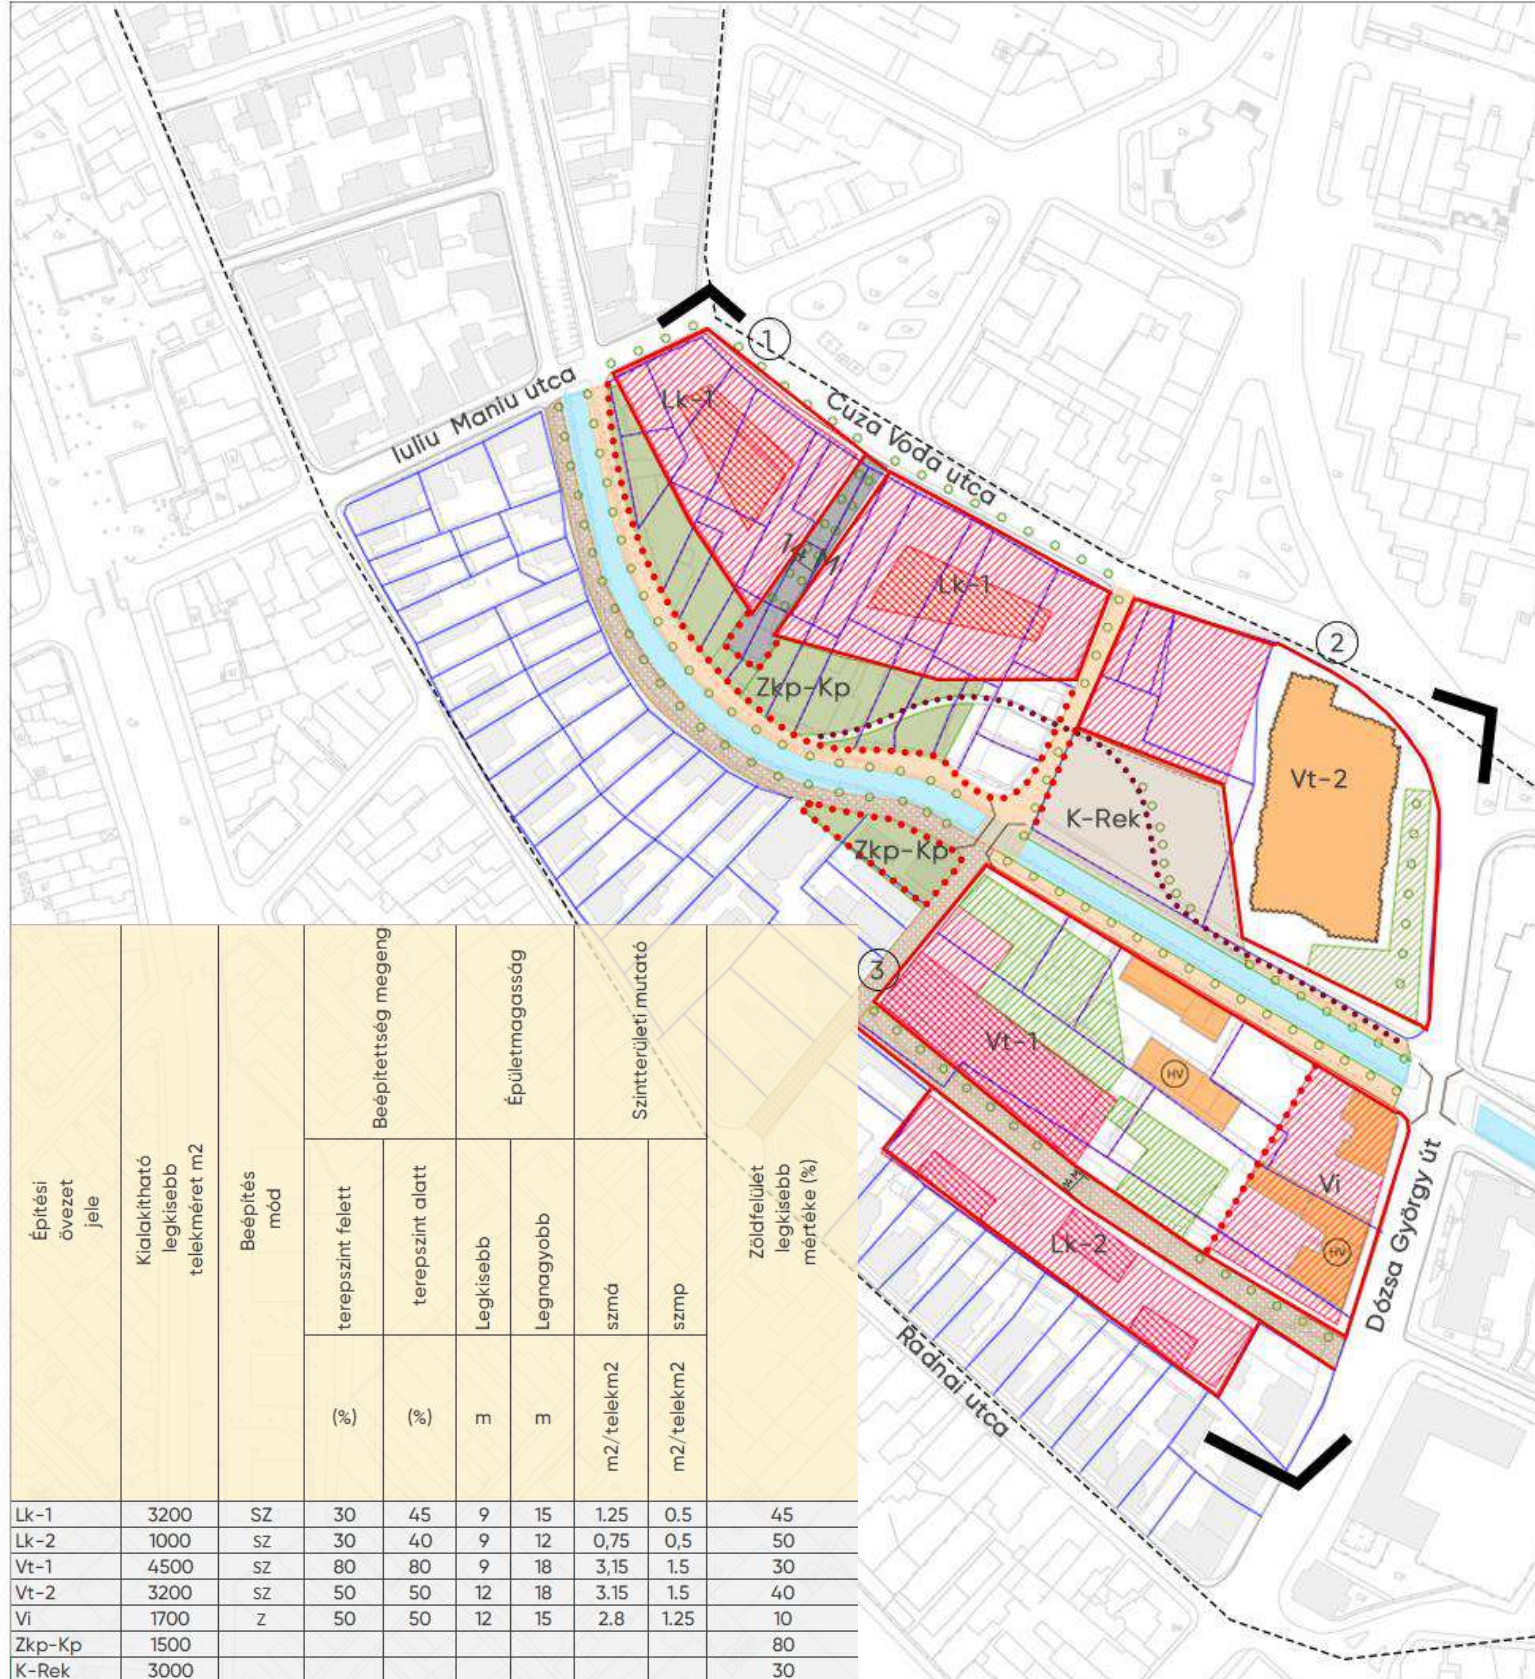 Iuliu Maniu utca
1
Lk-1
Cuza Voda utca
14 M
Lk-1
2
Zkp-Kp
Vt-2
K-Rek
Zkp-Kp
3
Vt-1
HV
Vi
HV
Lk-2
Dózsa György út
Radnai utca
Építési
övezet
jele
Kialakítható
legkisebb
telekméret m2
Beépítés
mód
Beépítettség megeng
Épületmagasság
Szintterületi mutató
Zöldfelület
legkisebb
mértéke (%)
terepszint felett
terepszint alatt
Legkisebb
Legnagyobb
szmá
szmp
(%) (%) m m m2/telekm2 m2/telekm2
Lk-1 3200 SZ 30 45 9 15 1.25 0.5 45
Lk-2 1000 SZ 30 40 9 12 0,75 0,5 50
Vt-1 4500 SZ 80 80 9 18 3,15 1.5 30
Vt-2 3200 SZ 50 50 12 18 3.15 1.5 40
Vi 1700 Z 50 50 12 15 2.8 1.25 10
Zkp-Kp 1500 80
K-Rek 3000 30